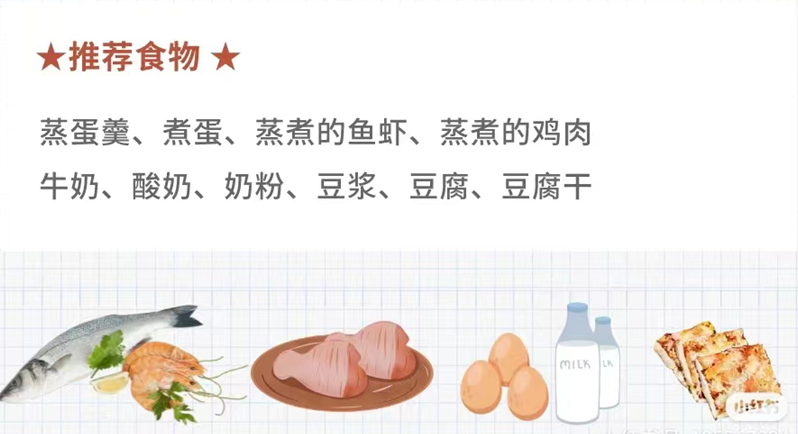 ★推荐食物 ★
蒸蛋羹、煮蛋、蒸煮的鱼虾、蒸煮的鸡肉
牛奶、酸奶、奶粉、豆浆、豆腐、豆腐干
MILK
LK
小红书